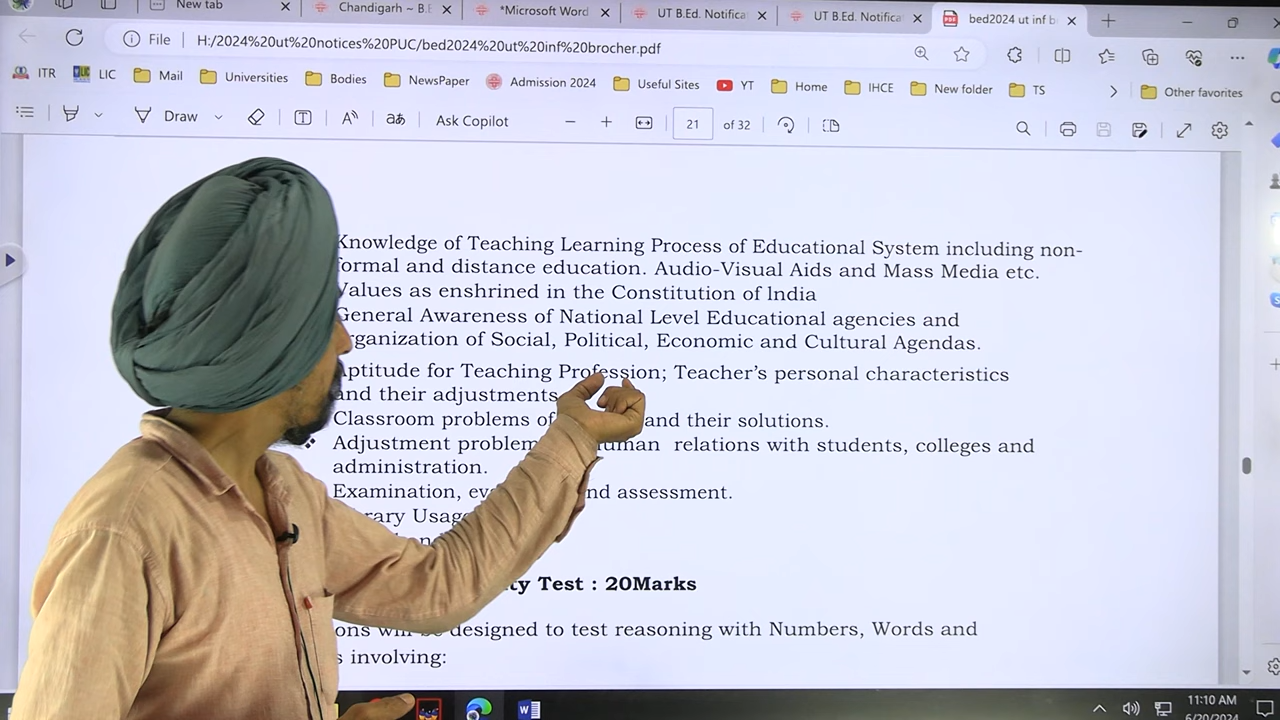 New tab Chandigarh ~ B.E *Microsoft Word UT B.Ed. Notifica UT B.Ed. Notifica bed2024 ut inf b
File H:/2024%20ut%20notices%20PUC/bed2024%20ut%20inf%20brocher.pdf
ITR LIC Mail Universities Bodies NewsPaper Admission 2024 Useful Sites YT Home IHCE New folder TS Other favorites
Draw Ask Copilot 21 of 32
Knowledge of Teaching Learning Process of Educational System including non-
formal and distance education. Audio-Visual Aids and Mass Media etc.
Values as enshrined in the Constitution of lndia
General Awareness of National Level Educational agencies and
rganization of Social, Political, Economic and Cultural Agendas.
Aptitude for Teaching Profession; Teacher's personal characteristics
and their adjustments
Classroom problems of and their solutions.
Adjustment problem human relations with students, colleges and
administration.
Examination, ev nd assessment.
rary Usag
ty Test : 20Marks
ons will be designed to test reasoning with Numbers, Words and
s involving:
11:10 AM
6/20/2024